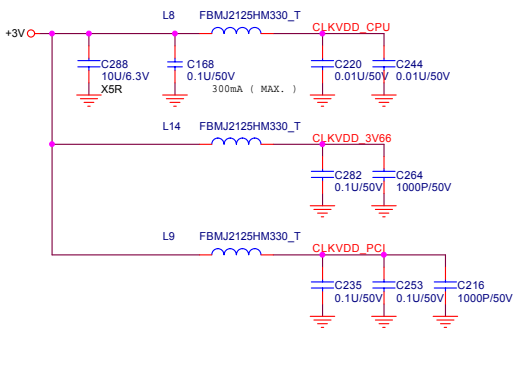 L8 FBMJ2125HM330_T
CLKVDD_CPU
+3V
C288 C168 C220 C244
10U/6.3V 0.1U/50V 0.01U/50V 0.01U/50V
X5R 300mA ( MAX. )
L14 FBMJ2125HM330_T
CLKVDD_3V66
C282 C264
0.1U/50V 1000P/50V
L9 FBMJ2125HM330_T
CLKVDD_PCI
C235 C253 C216
0.1U/50V 0.1U/50V 1000P/50V